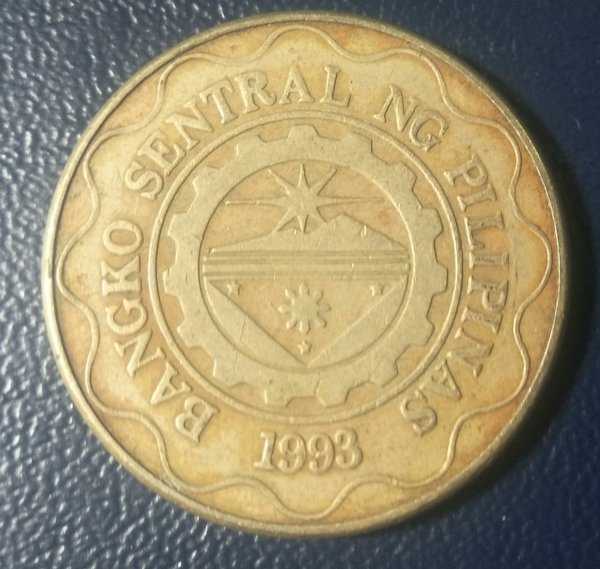 BANGKO SENTRAL NG PILIPINAS
1993